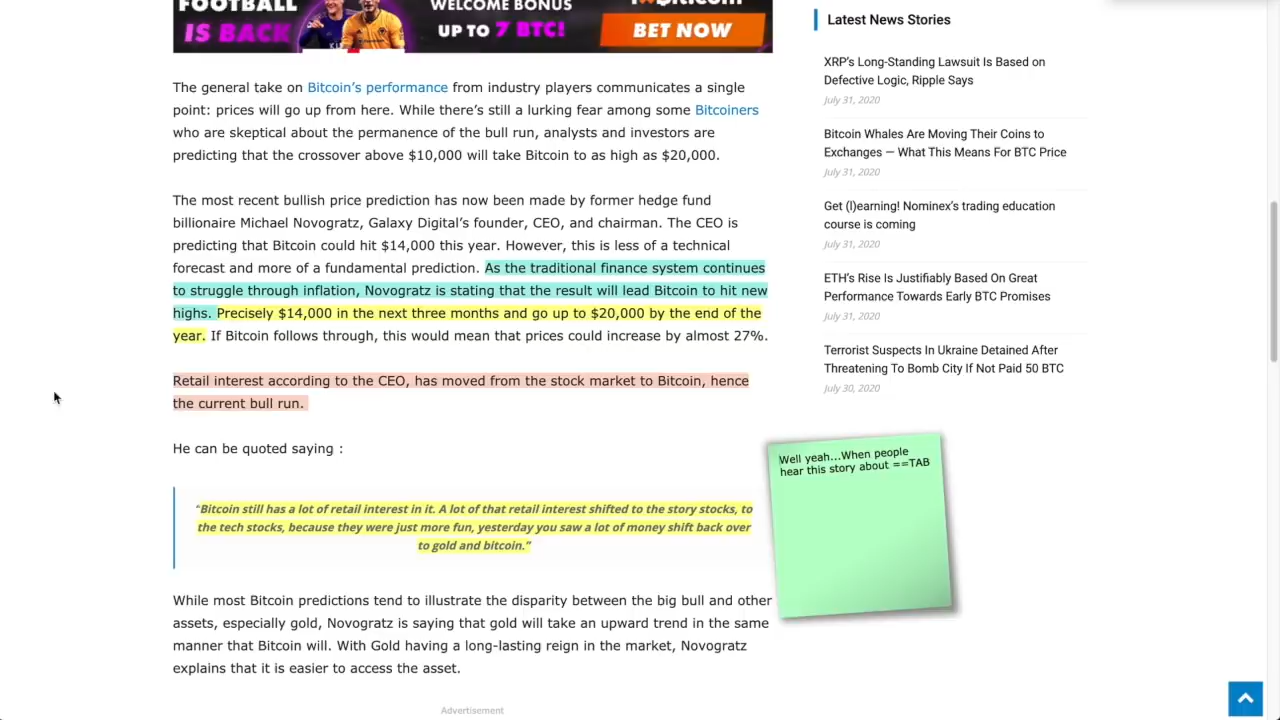 FOOTBALL
IS BACK
WELCOME BONUS
UP TO 7 BTC!
BET NOW
The general take on Bitcoin’s performance from industry players communicates a single
point: prices will go up from here. While there’s still a lurking fear among some Bitcoiners
who are skeptical about the permanence of the bull run, analysts and investors are
predicting that the crossover above $10,000 will take Bitcoin to as high as $20,000.
The most recent bullish price prediction has now been made by former hedge fund
billionaire Michael Novogratz, Galaxy Digital’s founder, CEO, and chairman. The CEO is
predicting that Bitcoin could hit $14,000 this year. However, this is less of a technical
forecast and more of a fundamental prediction. As the traditional finance system continues
to struggle through inflation, Novogratz is stating that the result will lead Bitcoin to hit new
highs. Precisely $14,000 in the next three months and go up to $20,000 by the end of the
year. If Bitcoin follows through, this would mean that prices could increase by almost 27%.
Retail interest according to the CEO, has moved from the stock market to Bitcoin, hence
the current bull run.
He can be quoted saying :
“Bitcoin still has a lot of retail interest in it. A lot of that retail interest shifted to the story stocks, to
the tech stocks, because they were just more fun, yesterday you saw a lot of money shift back over
to gold and bitcoin.”
While most Bitcoin predictions tend to illustrate the disparity between the big bull and other
assets, especially gold, Novogratz is saying that gold will take an upward trend in the same
manner that Bitcoin will. With Gold having a long-lasting reign in the market, Novogratz
explains that it is easier to access the asset.
Advertisement
Latest News Stories
XRP’s Long-Standing Lawsuit Is Based on
Defective Logic, Ripple Says
July 31, 2020
Bitcoin Whales Are Moving Their Coins to
Exchanges — What This Means For BTC Price
July 31, 2020
Get (l)earning! Nominex’s trading education
course is coming
July 31, 2020
ETH’s Rise Is Justifiably Based On Great
Performance Towards Early BTC Promises
July 31, 2020
Terrorist Suspects In Ukraine Detained After
Threatening To Bomb City If Not Paid 50 BTC
July 30, 2020
Well yeah...When people
hear this story about ==TAB